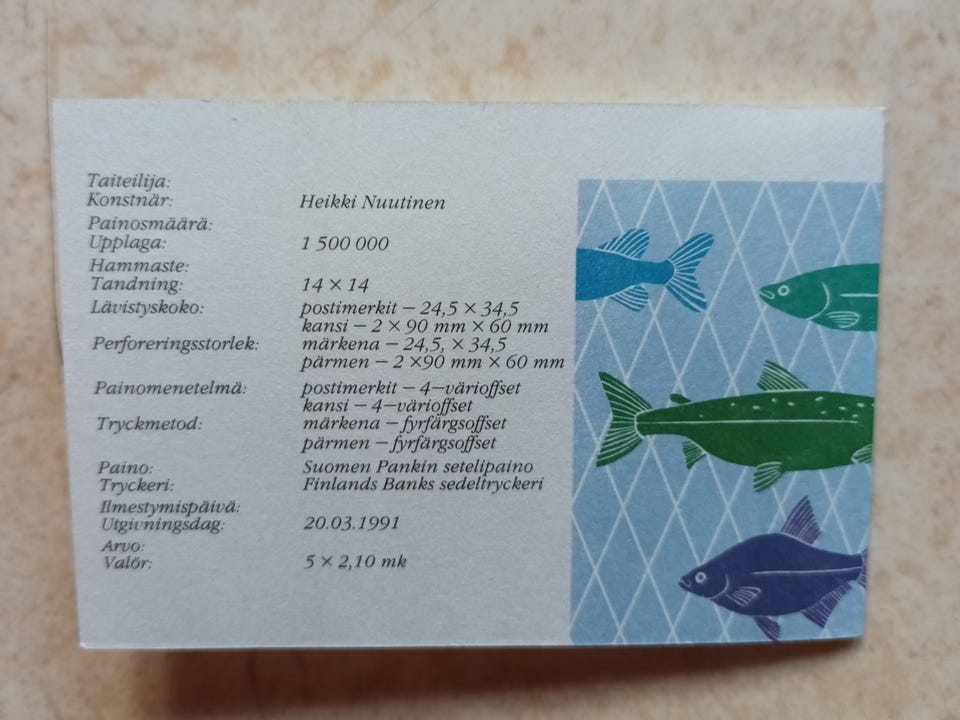 Taiteilija:
Konstnär: Heikki Nuutinen
Painosmäärä:
Upplaga: 1 500 000
Hammaste:
Tandning: 14 × 14
Lävistyskoko: postimerkit – 24,5 × 34,5
kansi – 2 × 90 mm × 60 mm
Perforeringsstorlek: märkena – 24,5, × 34,5
pärmen – 2 ×90 mm × 60 mm
Painomenetelmä: postimerkit – 4–värioffset
kansi – 4–värioffset
Tryckmetod: märkena – fyrfärgsoffset
pärmen – fyrfärgsoffset
Paino: Suomen Pankin setelipaino
Tryckeri: Finlands Banks sedeltryckeri
Ilmestymispäivä:
Utgivningsdag: 20.03.1991
Arvo:
Valör: 5 × 2,10 mk